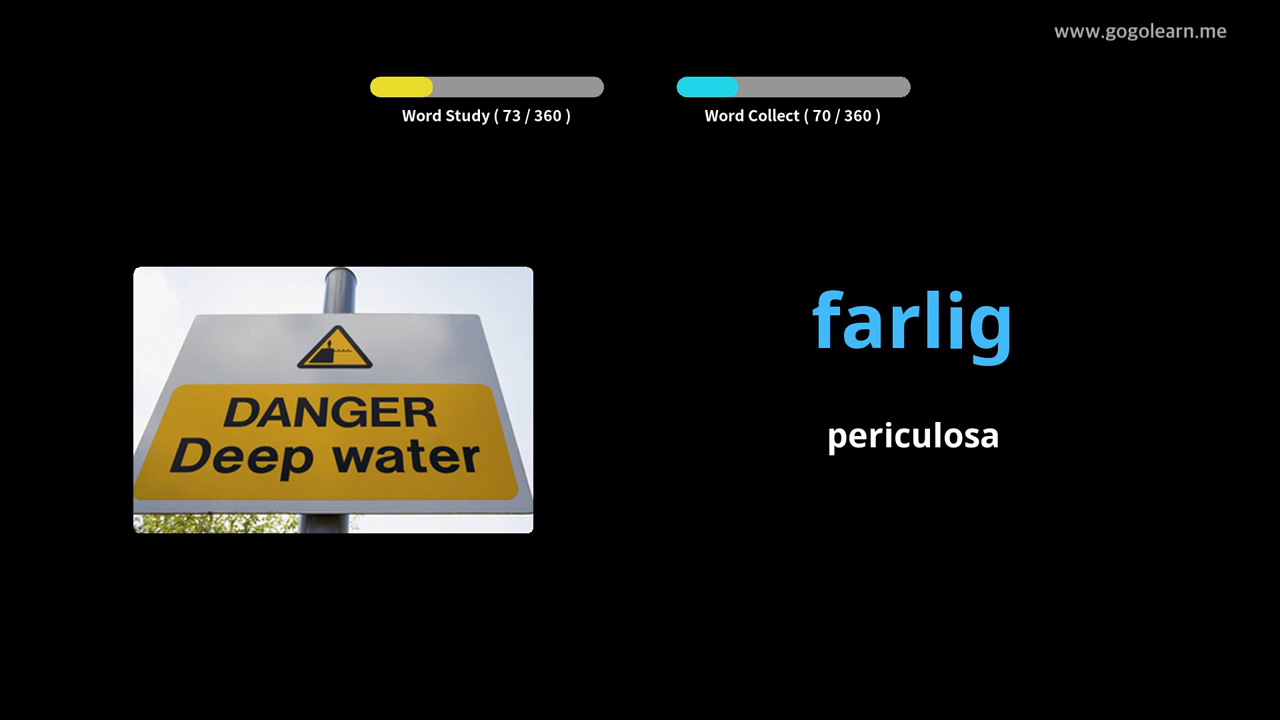 www.gogolearn.me
Word Study ( 73 / 360 )
Word Collect ( 70 / 360 )
DANGER
Deep water
farlig
periculosa